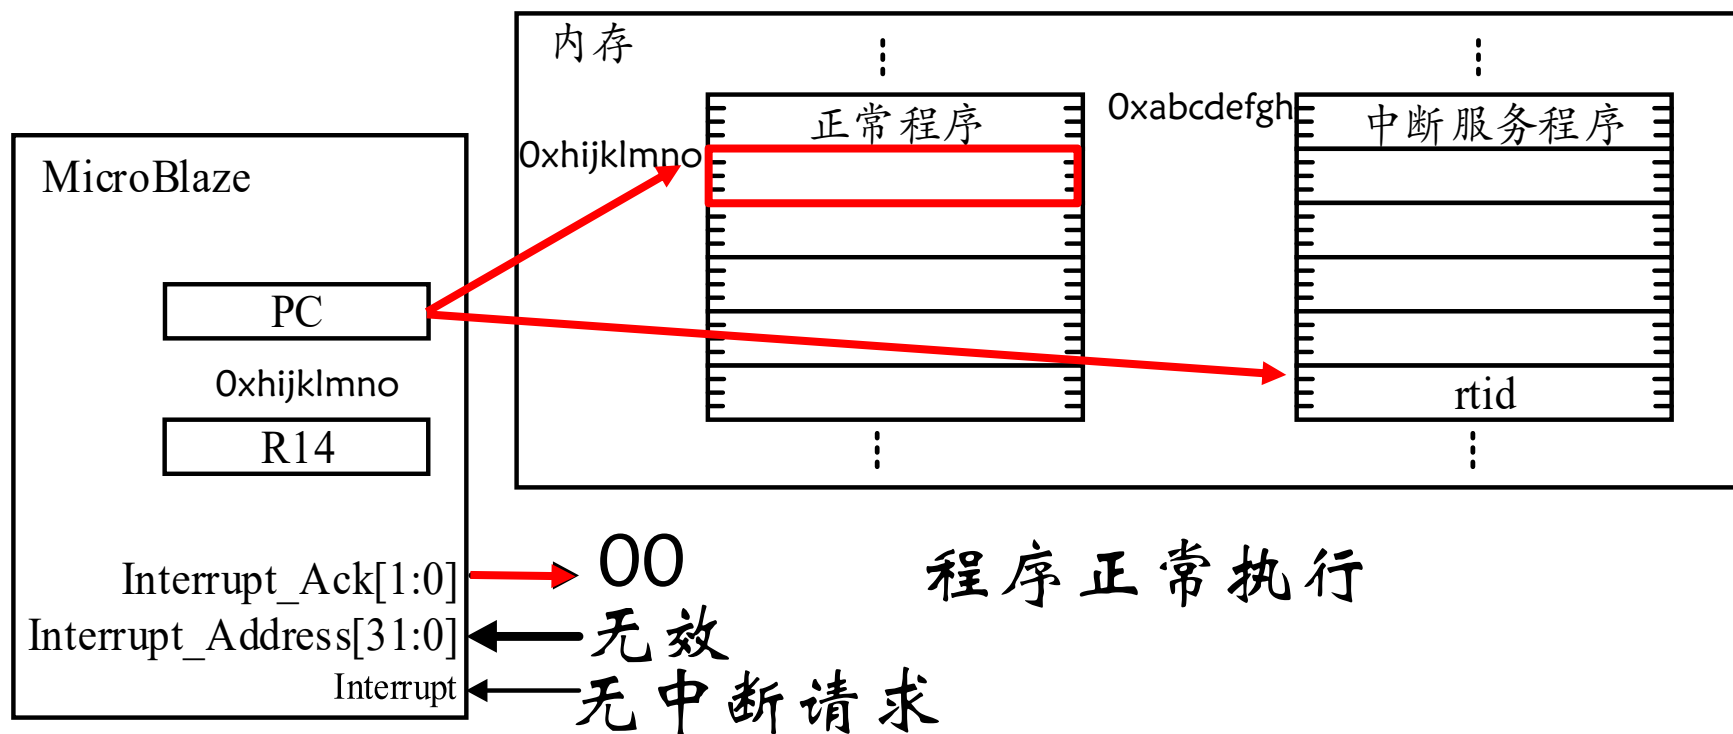 内存
正常程序
0xabcdefgh
中断服务程序
0xhijklmno
MicroBlaze
PC
0xhijklmno
rtid
R14
Interrupt_Ack[1:0]
00
程序正常执行
Interrupt_Address[31:0]
无效
Interrupt
无中断请求